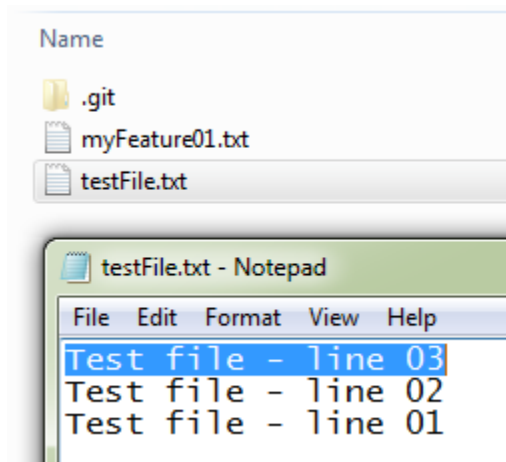 Name
.git
myFeature01.txt
testFile.txt
testFile.txt - Notepad
File Edit Format View Help
Test file - line 03
Test file - line 02
Test file - line 01